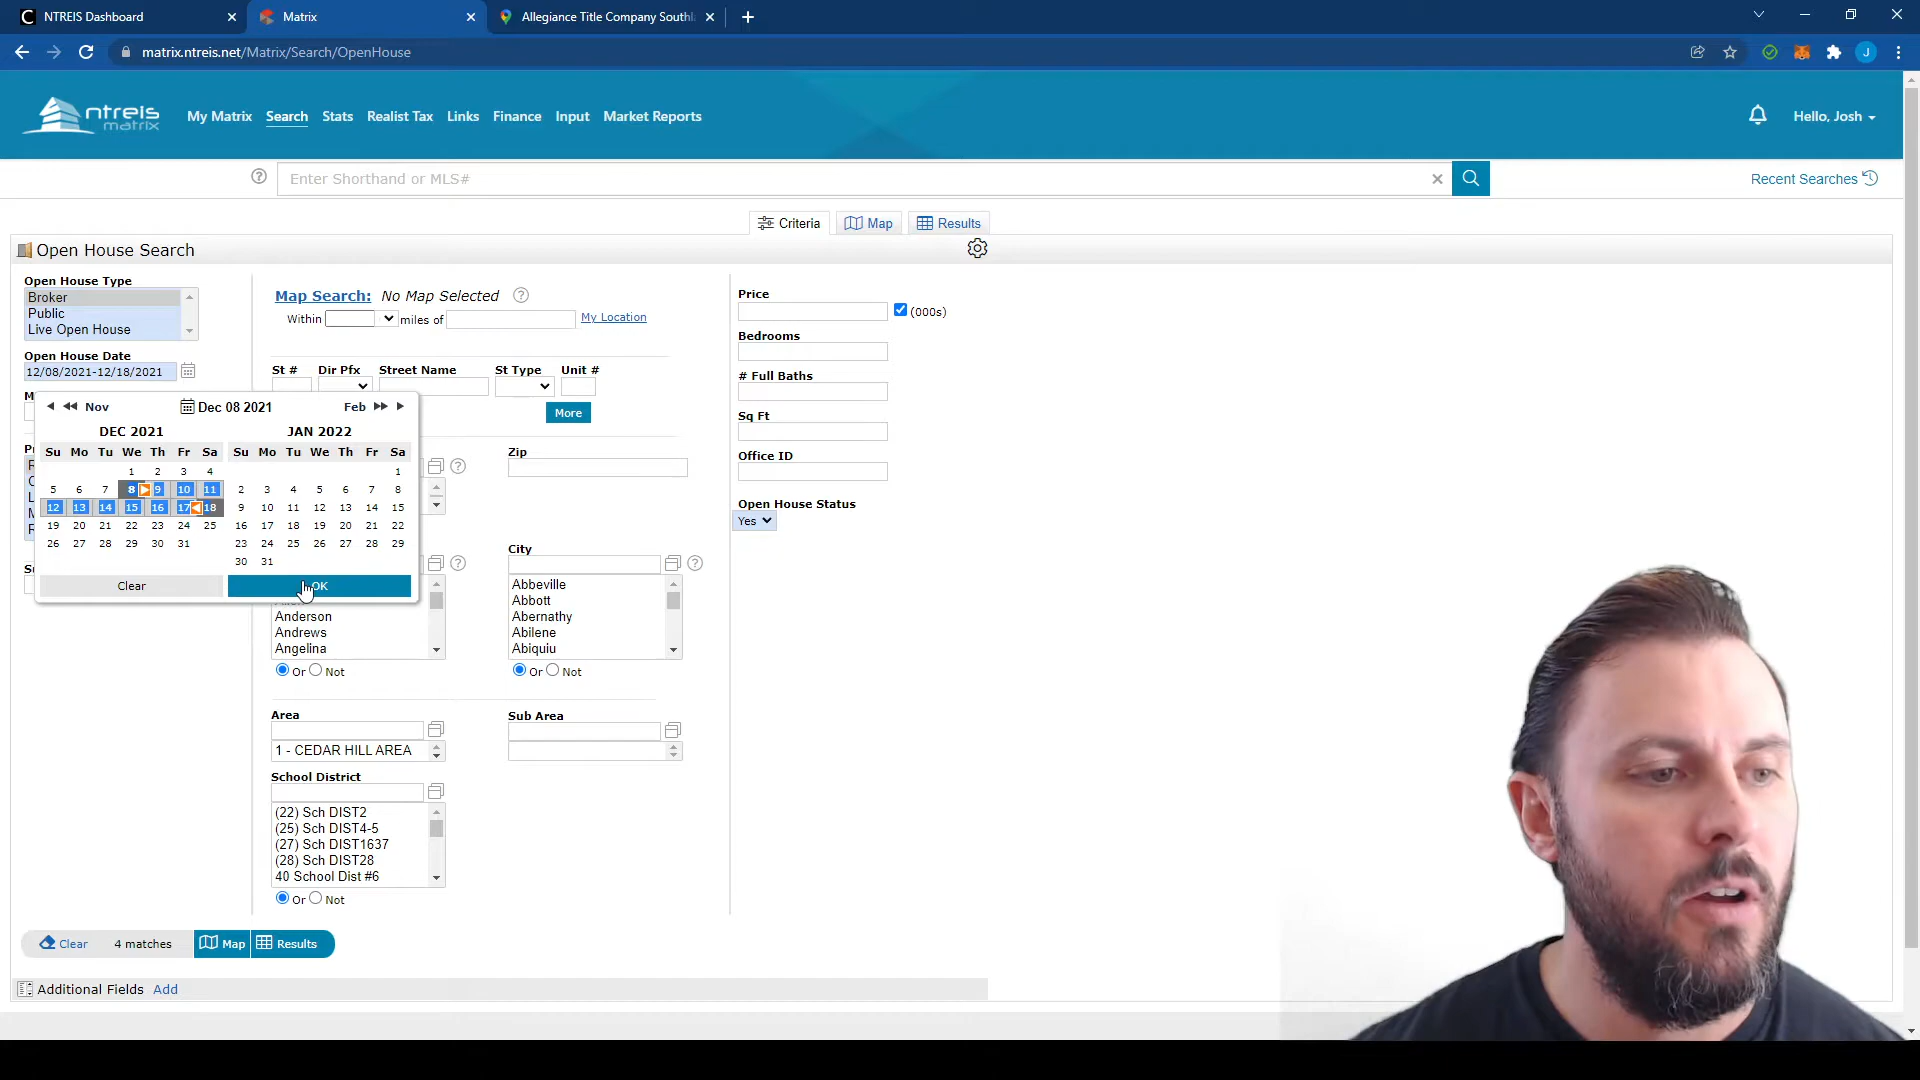 NTREIS Dashboard
Matrix
Allegiance Title Company Southl
matrix.ntreis.net/Matrix/Search/OpenHouse
J
ntreis
matrix
My Matrix Search Stats Realist Tax Links Finance Input Market Reports
Hello, Josh
Enter Shorthand or MLS#
Recent Searches
Criteria Map Results
Open House Search
Open House Type
Broker
Public
Live Open House
Open House Date
12/08/2021-12/18/2021
Nov Dec 08 2021 Feb
DEC 2021 JAN 2022
Su Mo Tu We Th Fr Sa Su Mo Tu We Th Fr Sa
1 2 3 4 1
5 6 7 8 9 10 11 2 3 4 5 6 7 8
12 13 14 15 16 17 18 9 10 11 12 13 14 15
19 20 21 22 23 24 25 16 17 18 19 20 21 22
26 27 28 29 30 31 23 24 25 26 27 28 29
30 31
Clear OK
Map Search: No Map Selected
Within miles of My Location
St # Dir Pfx Street Name St Type Unit #
More
Zip
City
Abbeville
Abbott
Abernathy
Abilene
Abiquiu
Or Not
Anderson
Andrews
Angelina
Or Not
Area
1 - CEDAR HILL AREA
Sub Area
School District
(22) Sch DIST2
(25) Sch DIST4-5
(27) Sch DIST1637
(28) Sch DIST28
40 School Dist #6
Or Not
Price
(000s)
Bedrooms
# Full Baths
Sq Ft
Office ID
Open House Status
Yes
Clear 4 matches Map Results
Additional Fields Add